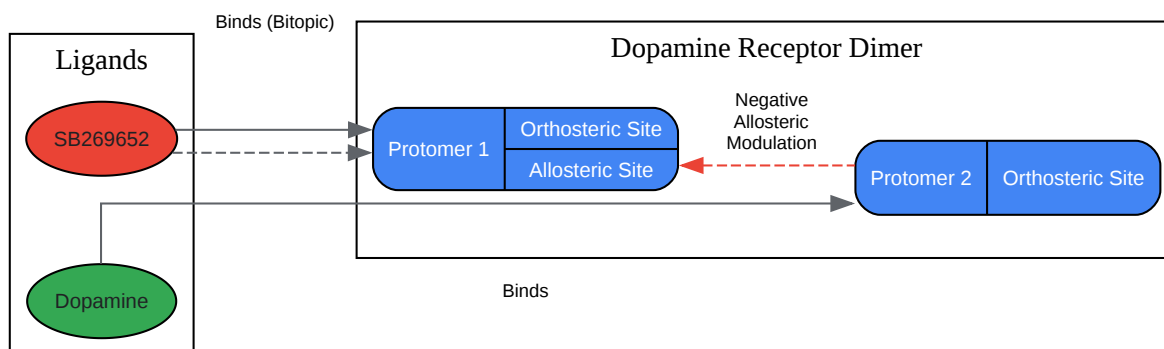 Binds (Bitopic)
Ligands
Dopamine Receptor Dimer
SB269652
Protomer 1
Orthosteric Site
Allosteric Site
Negative
Allosteric
Modulation
Protomer 2
Orthosteric Site
Dopamine
Binds